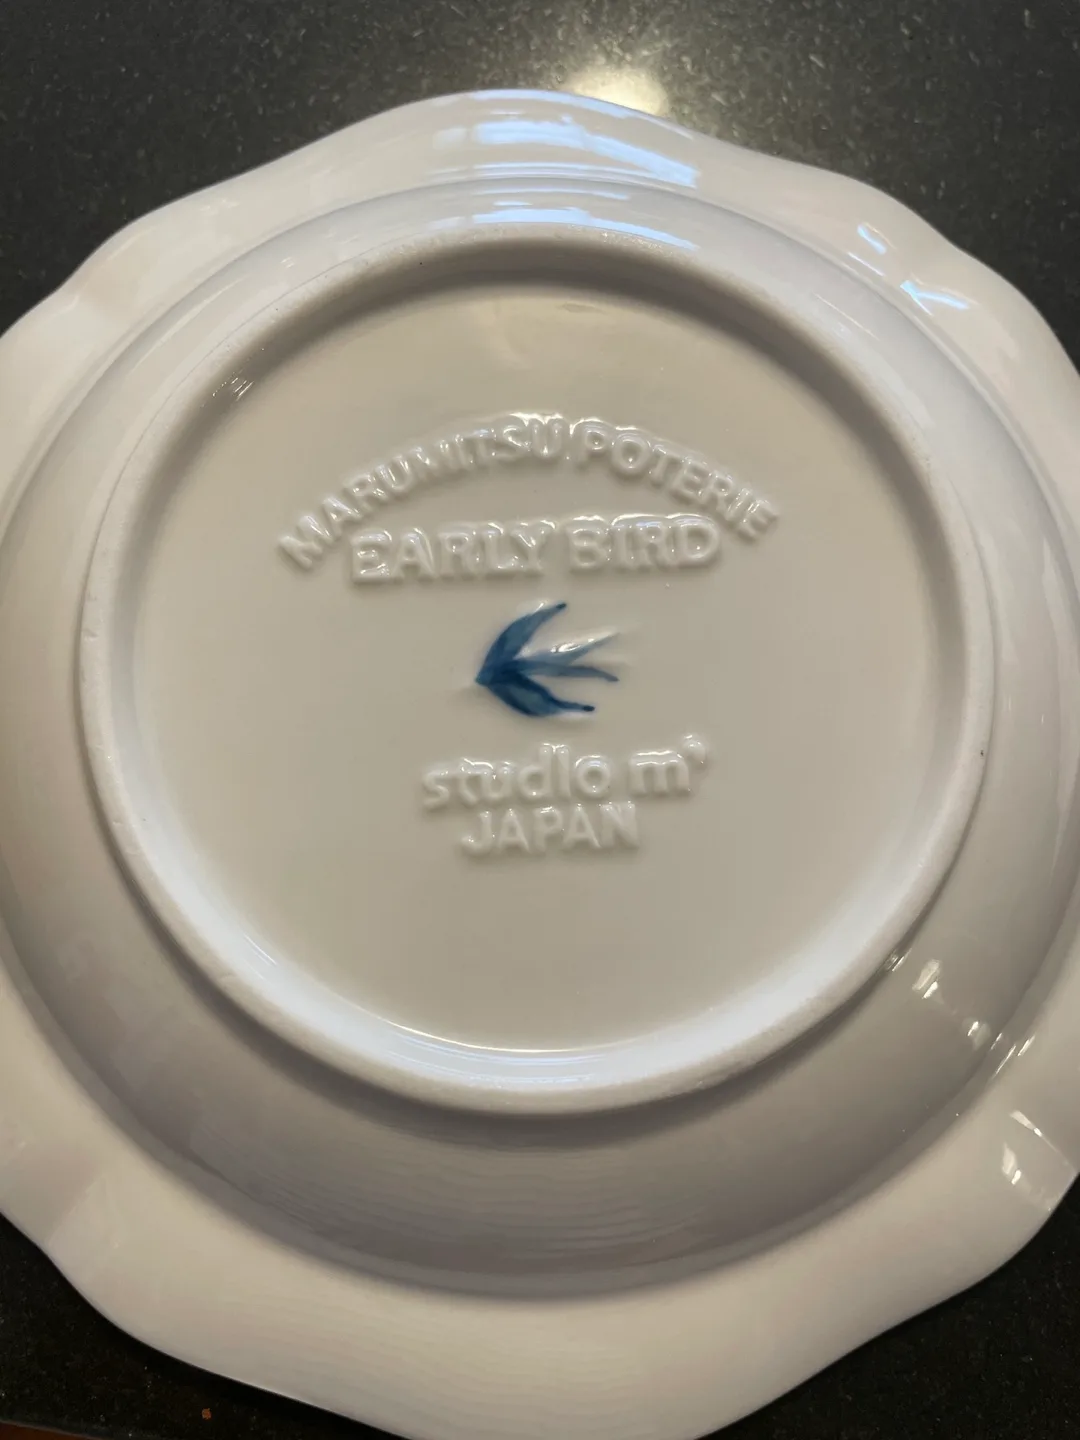 MARUMITSU POTERIE
EARLY BIRD
studio m'
JAPAN